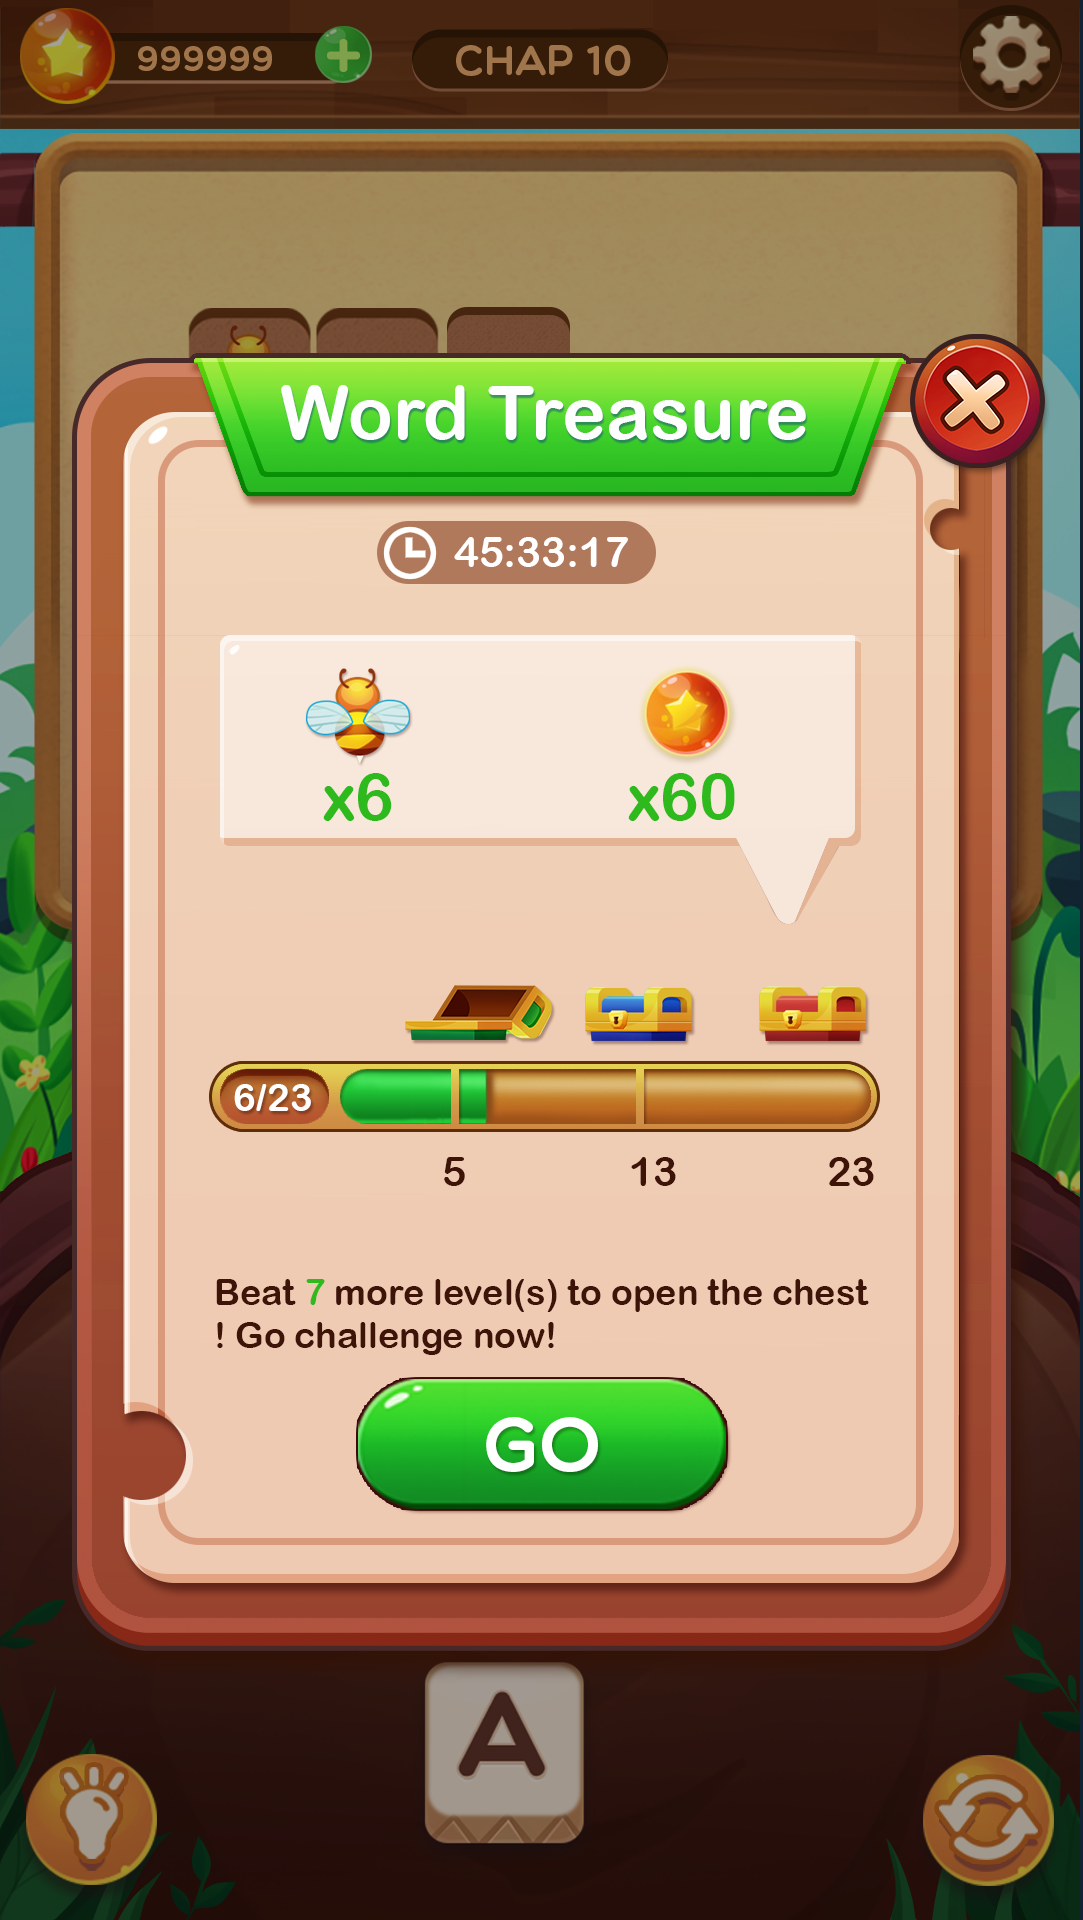 999999
CHAP 10
Word Treasure
45:33:17
x6
x60
6/23
5
13
23
Beat 7 more level(s) to open the chest
! Go challenge now!
GO
A